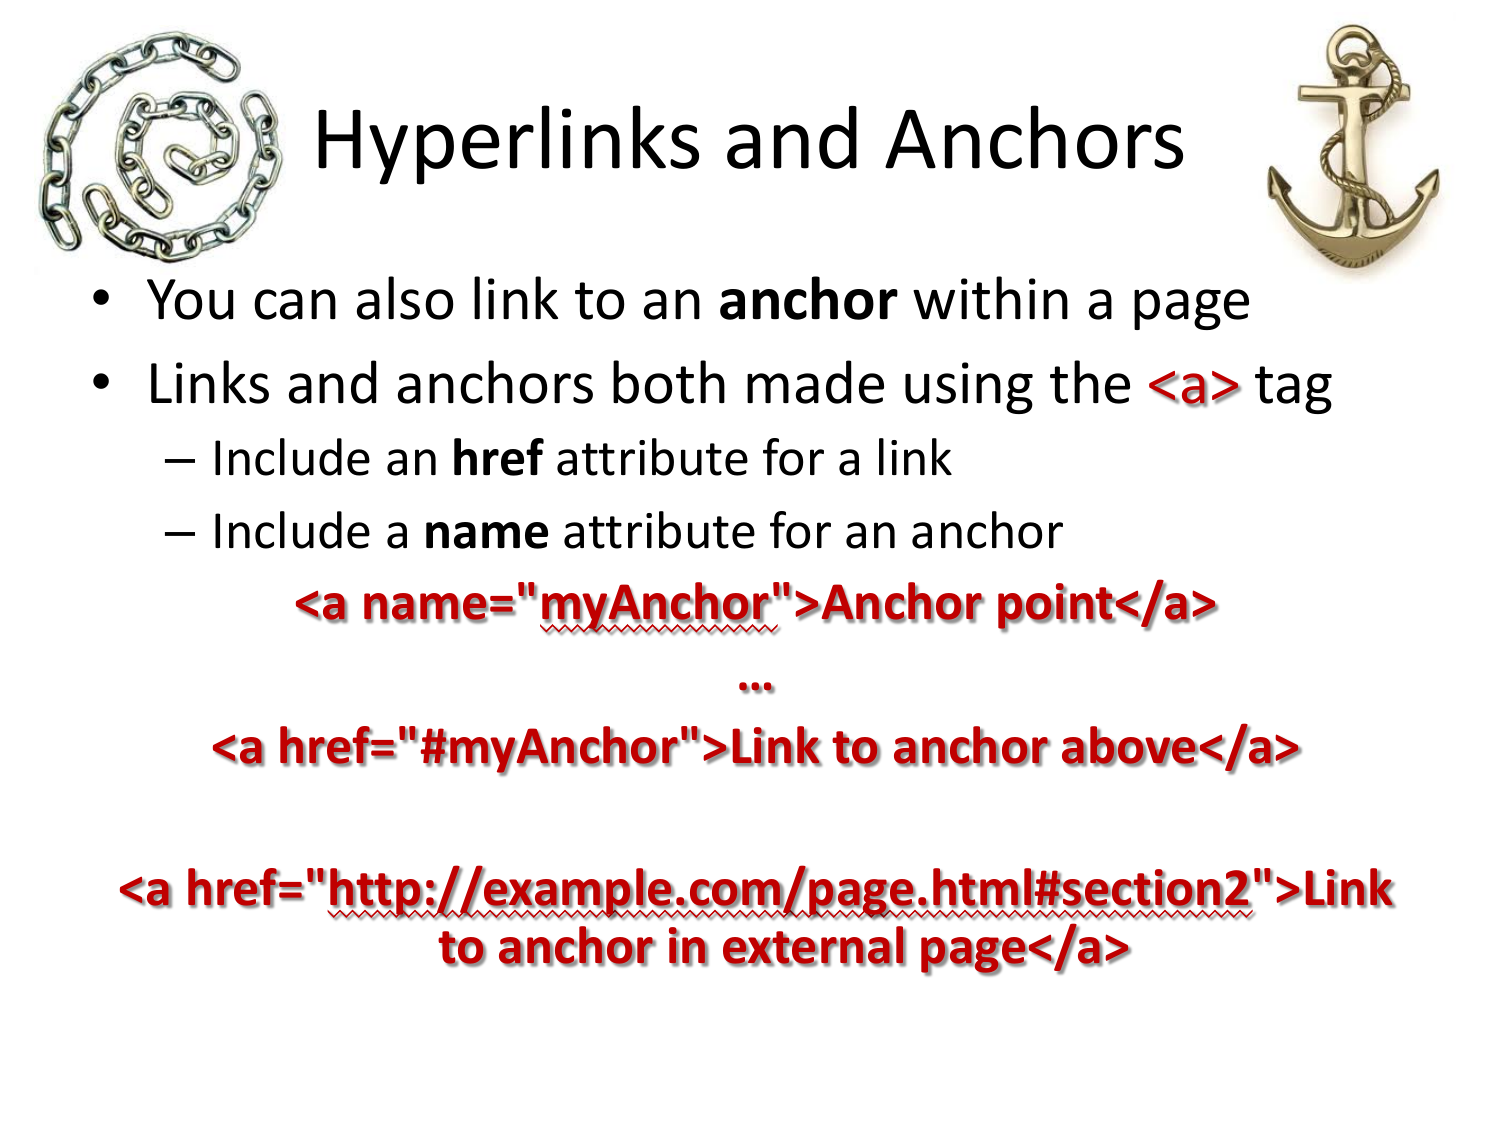 Hyperlinks and Anchors
• You can also link to an anchor within a page
• Links and anchors both made using the <a> tag
– Include an href attribute for a link
– Include a name attribute for an anchor
<a name="myAnchor">Anchor point</a>
…
<a href="#myAnchor">Link to anchor above</a>
<a href="http://example.com/page.html#section2">Link
to anchor in external page</a>